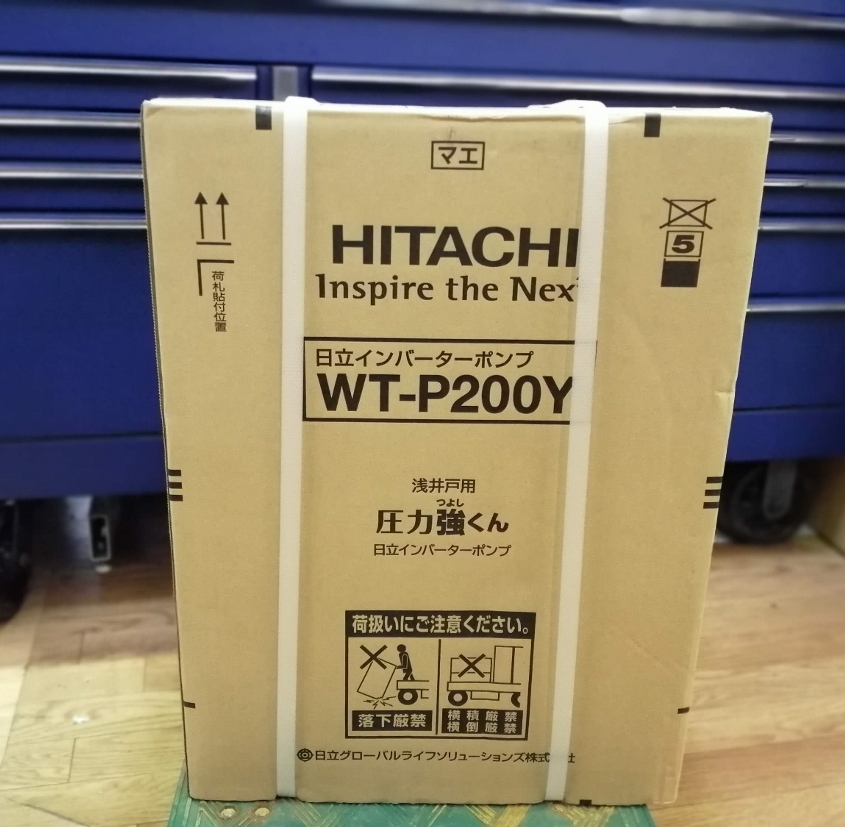 マエ
HITACHI
Inspire the Nex
5
荷札貼付位置
日立インバーターポンプ
WT-P200Y
浅井戸用
つよし
圧力強くん
日立インバーターポンプ
荷扱いにご注意ください。
落下厳禁
横積厳禁
横倒厳禁
日立グローバルライフソリューションズ株式 社